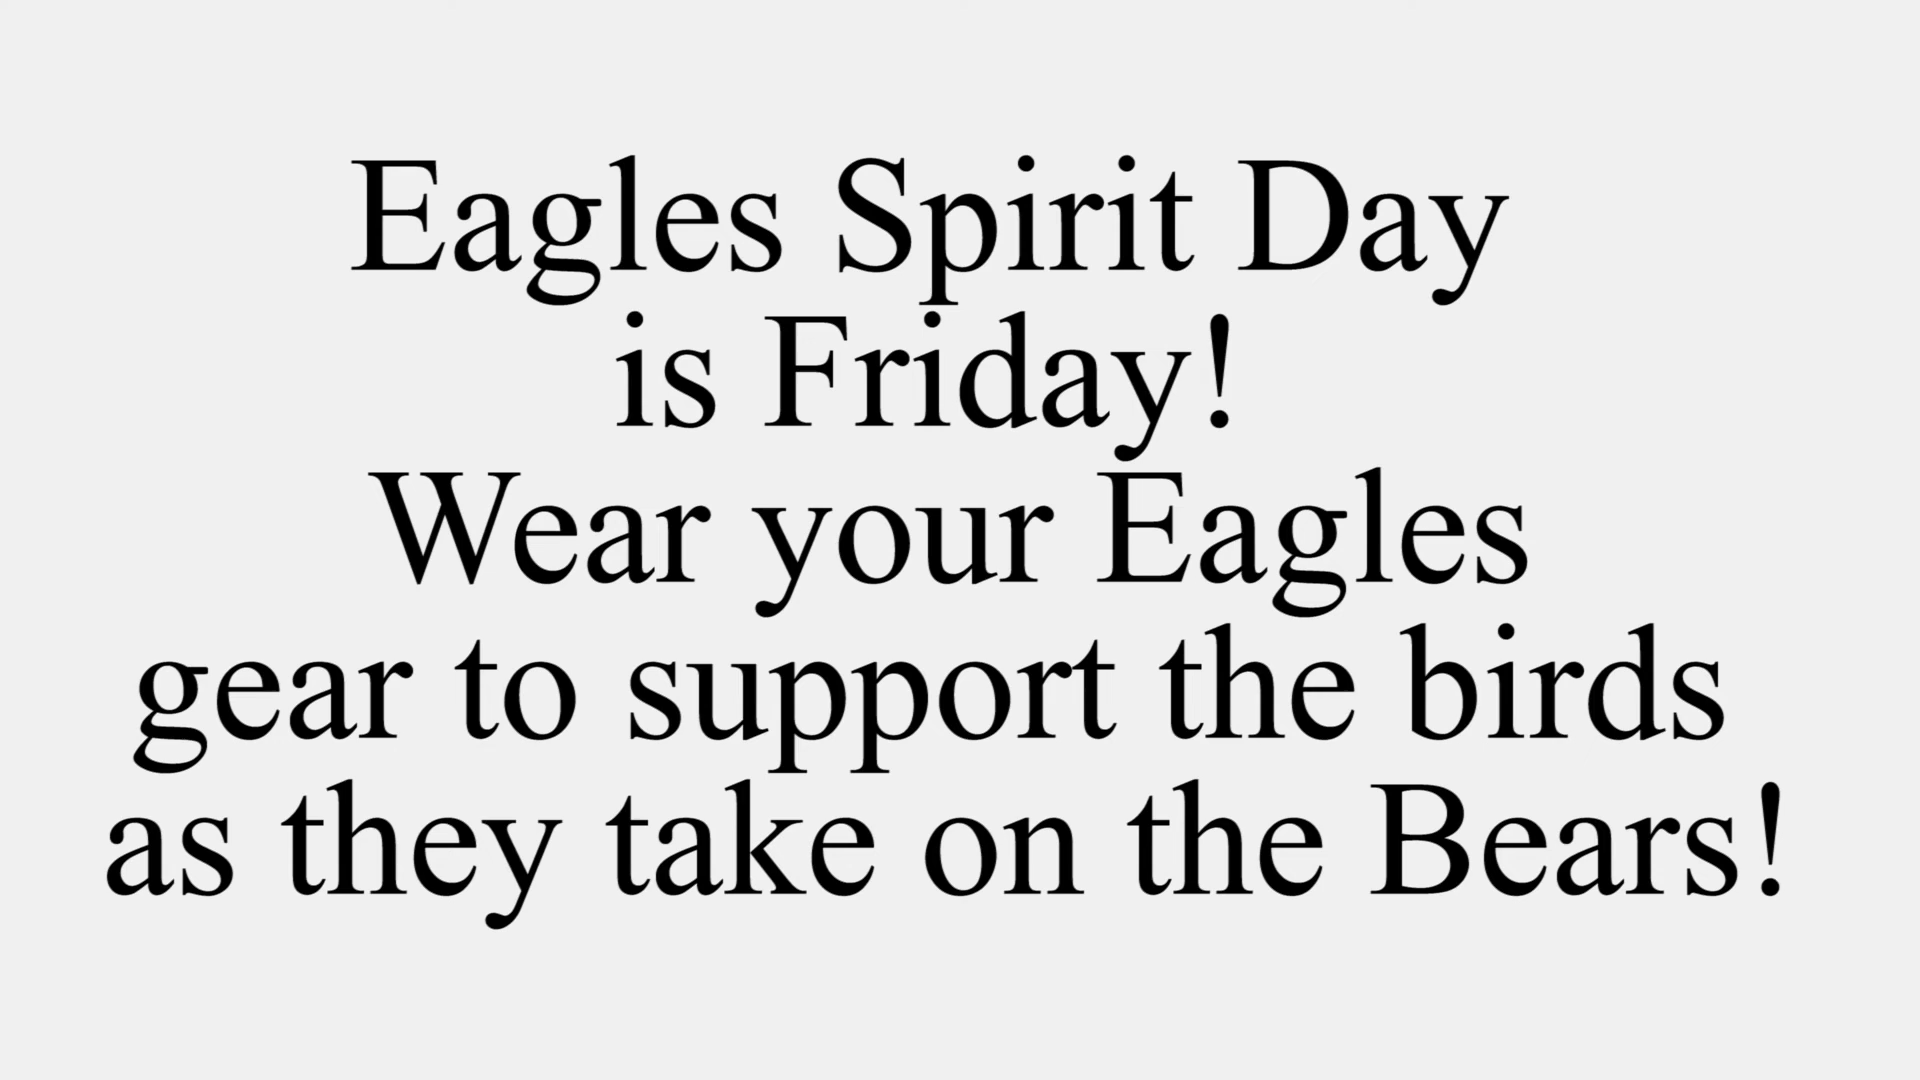 Eagles Spirit Day
is Friday!
Wear your Eagles
gear to support the birds
as they take on the Bears!